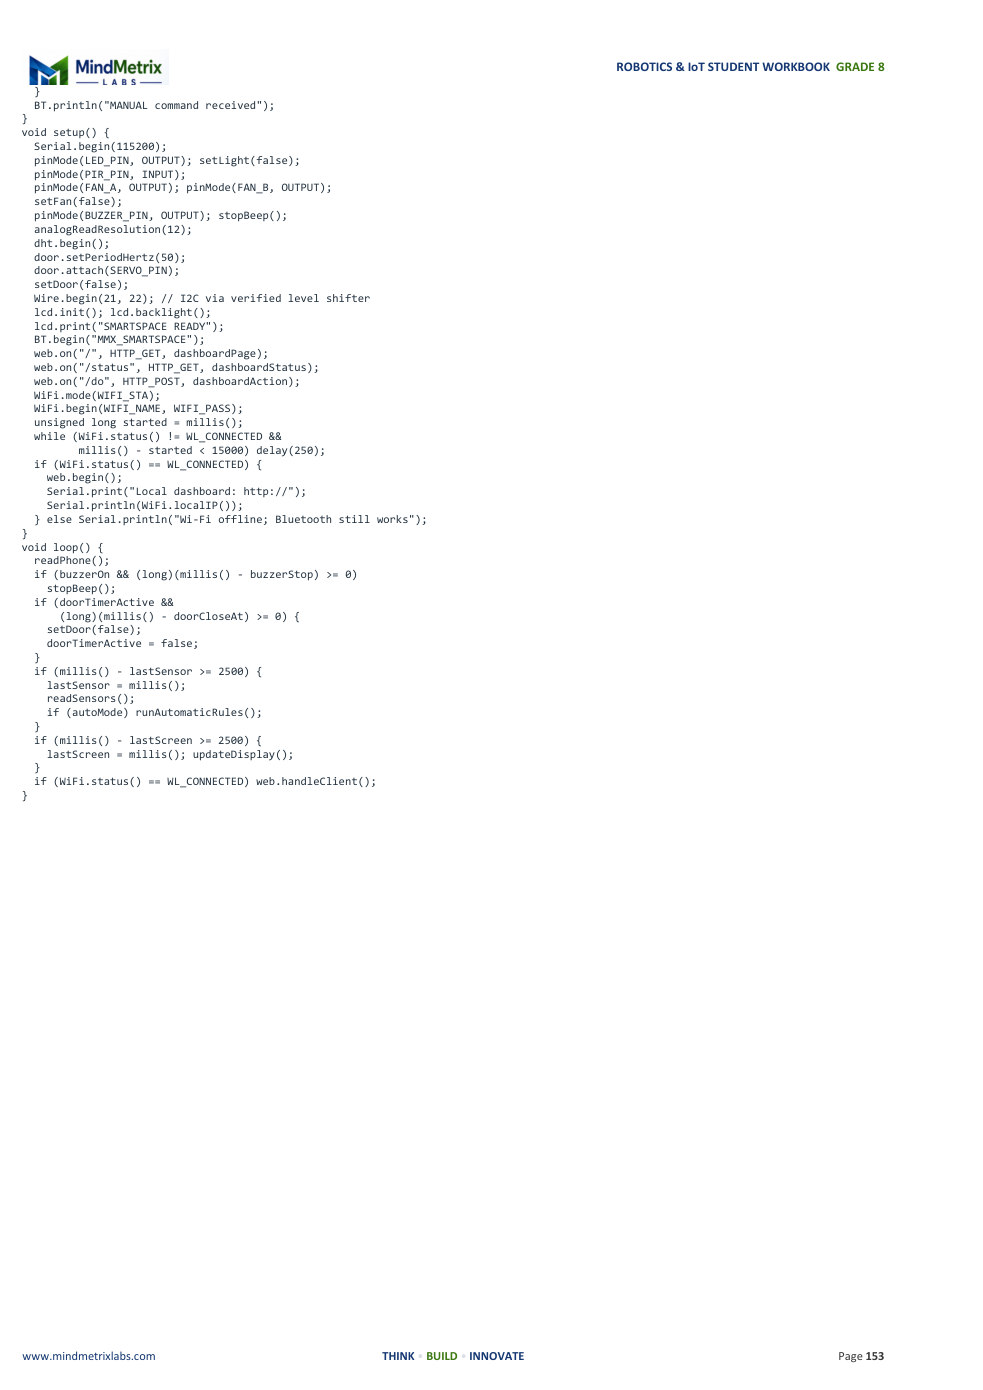 MindMetrix
LABS
ROBOTICS & IoT STUDENT WORKBOOK GRADE 8
  }
  BT.println("MANUAL command received");
}
void setup() {
  Serial.begin(115200);
  pinMode(LED_PIN, OUTPUT); setLight(false);
  pinMode(PIR_PIN, INPUT);
  pinMode(FAN_A, OUTPUT); pinMode(FAN_B, OUTPUT);
  setFan(false);
  pinMode(BUZZER_PIN, OUTPUT); stopBeep();
  analogReadResolution(12);
  dht.begin();
  door.setPeriodHertz(50);
  door.attach(SERVO_PIN);
  setDoor(false);
  Wire.begin(21, 22); // I2C via verified level shifter
  lcd.init(); lcd.backlight();
  lcd.print("SMARTSPACE READY");
  BT.begin("MMX_SMARTSPACE");
  web.on("/", HTTP_GET, dashboardPage);
  web.on("/status", HTTP_GET, dashboardStatus);
  web.on("/do", HTTP_POST, dashboardAction);
  WiFi.mode(WIFI_STA);
  WiFi.begin(WIFI_NAME, WIFI_PASS);
  unsigned long started = millis();
  while (WiFi.status() != WL_CONNECTED &&
         millis() - started < 15000) delay(250);
  if (WiFi.status() == WL_CONNECTED) {
    web.begin();
    Serial.print("Local dashboard: http://");
    Serial.println(WiFi.localIP());
  } else Serial.println("Wi-Fi offline; Bluetooth still works");
}
void loop() {
  readPhone();
  if (buzzerOn && (long)(millis() - buzzerStop) >= 0)
    stopBeep();
  if (doorTimerActive &&
      (long)(millis() - doorCloseAt) >= 0) {
    setDoor(false);
    doorTimerActive = false;
  }
  if (millis() - lastSensor >= 2500) {
    lastSensor = millis();
    readSensors();
    if (autoMode) runAutomaticRules();
  }
  if (millis() - lastScreen >= 2500) {
    lastScreen = millis(); updateDisplay();
  }
  if (WiFi.status() == WL_CONNECTED) web.handleClient();
}
www.mindmetrixlabs.com
THINK • BUILD • INNOVATE
Page 153